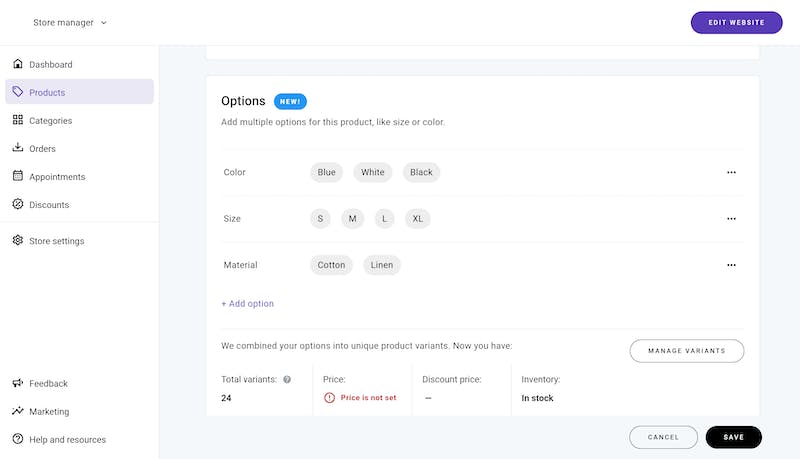 Store manager
EDIT WEBSITE
Dashboard
Products
Categories
Orders
Appointments
Discounts
Store settings
Feedback
Marketing
Help and resources
Options NEW!
Add multiple options for this product, like size or color.
Color Blue White Black
Size S M L XL
Material Cotton Linen
+ Add option
We combined your options into unique product variants. Now you have:
MANAGE VARIANTS
Total variants: ? Price: Discount price: Inventory:
24 Price is not set — In stock
CANCEL SAVE